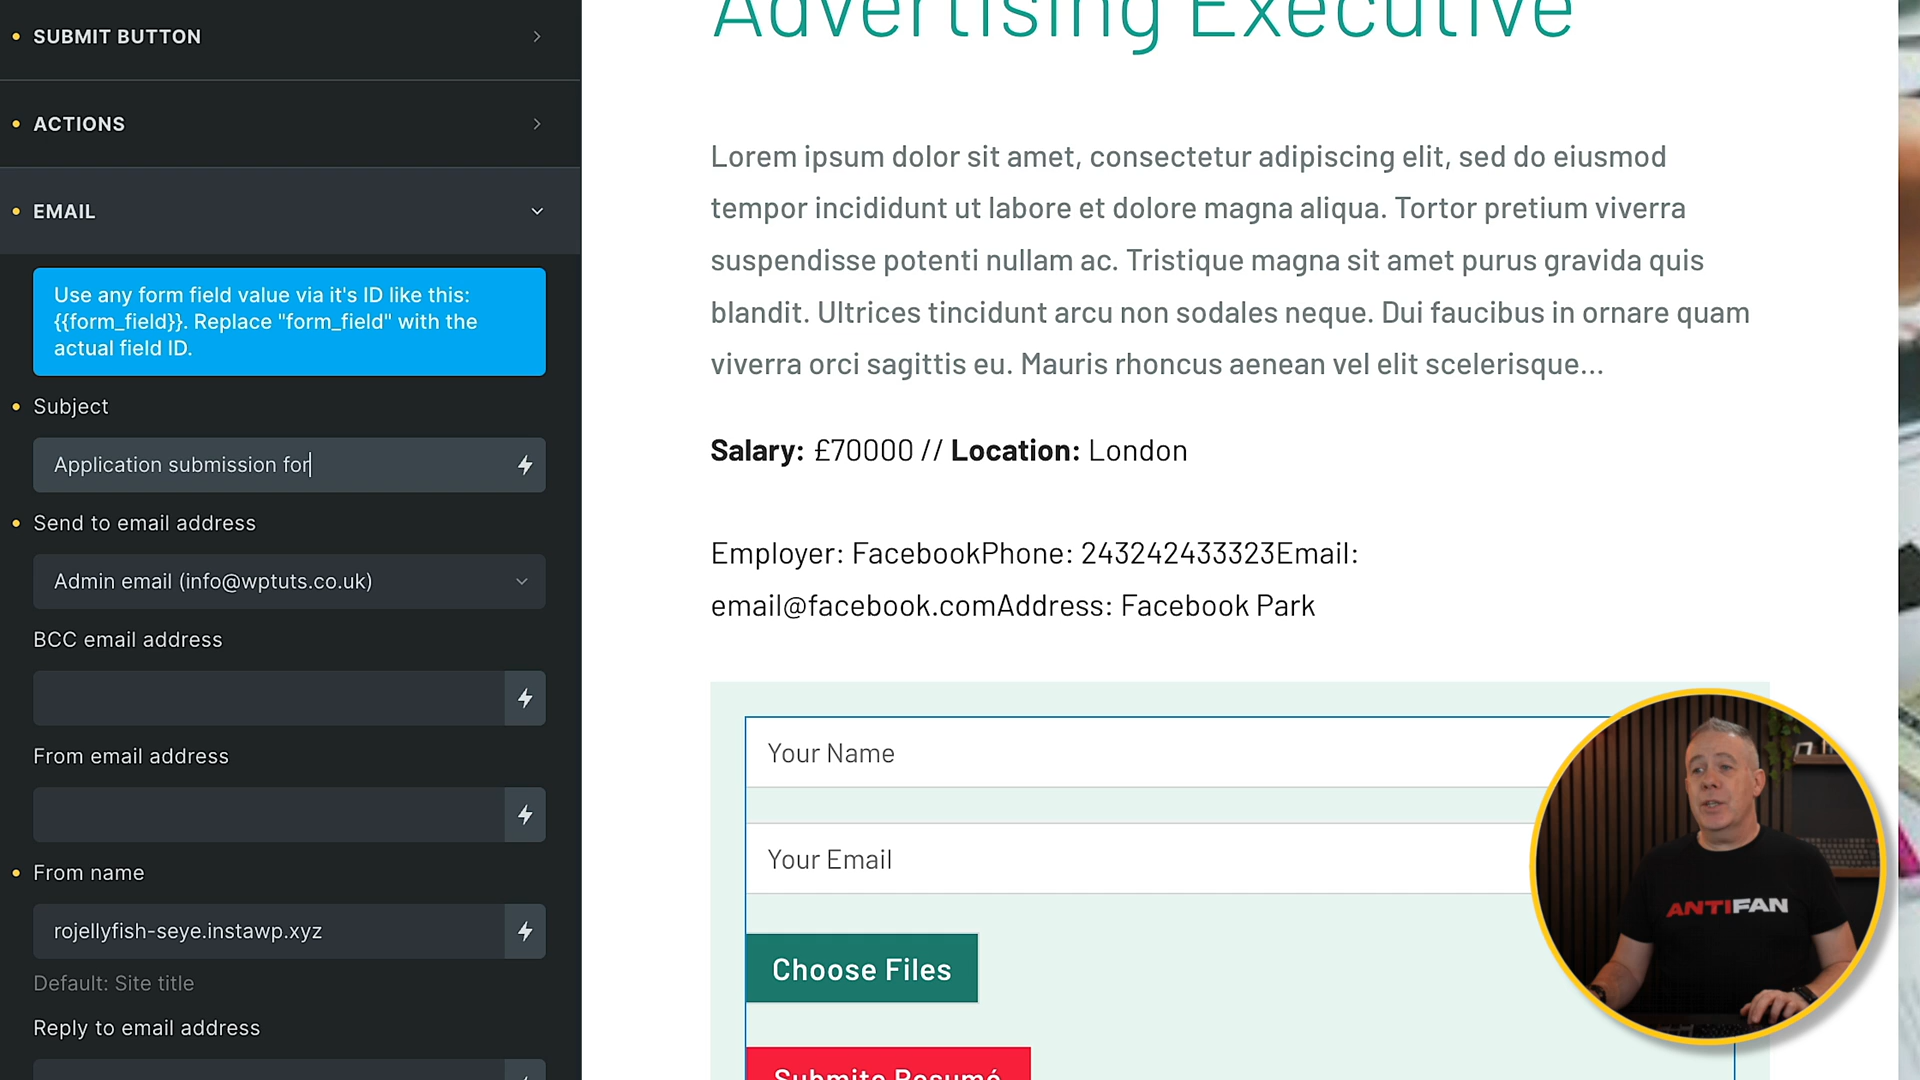 SUBMIT BUTTON
ACTIONS
EMAIL
Use any form field value via it's ID like this:
{{form_field}}. Replace "form_field" with the
actual field ID.
Subject
Application submission for
Send to email address
Admin email (info@wptuts.co.uk)
BCC email address
From email address
From name
rojellyfish-seye.instawp.xyz
Default: Site title
Reply to email address
Advertising Executive
Lorem ipsum dolor sit amet, consectetur adipiscing elit, sed do eiusmod
tempor incididunt ut labore et dolore magna aliqua. Tortor pretium viverra
suspendisse potenti nullam ac. Tristique magna sit amet purus gravida quis
blandit. Ultrices tincidunt arcu non sodales neque. Dui faucibus in ornare quam
viverra orci sagittis eu. Mauris rhoncus aenean vel elit scelerisque...
Salary: £70000 // Location: London
Employer: FacebookPhone: 243242433323Email:
email@facebook.comAddress: Facebook Park
Your Name
Your Email
Choose Files
Submite Resumé
ANTIFAN